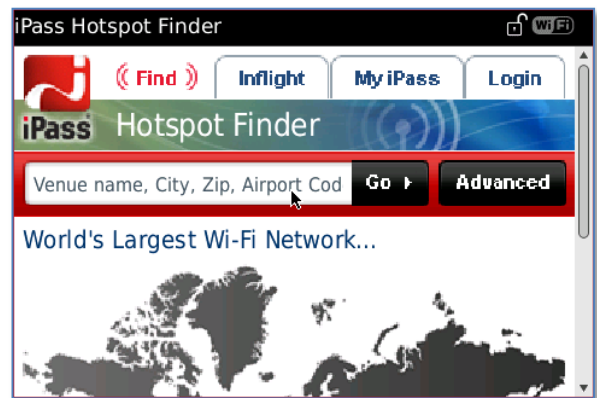 iPass Hotspot Finder WiFi
Find Inflight My iPass Login
iPass Hotspot Finder
Venue name, City, Zip, Airport Cod Go Advanced
World's Largest Wi-Fi Network...